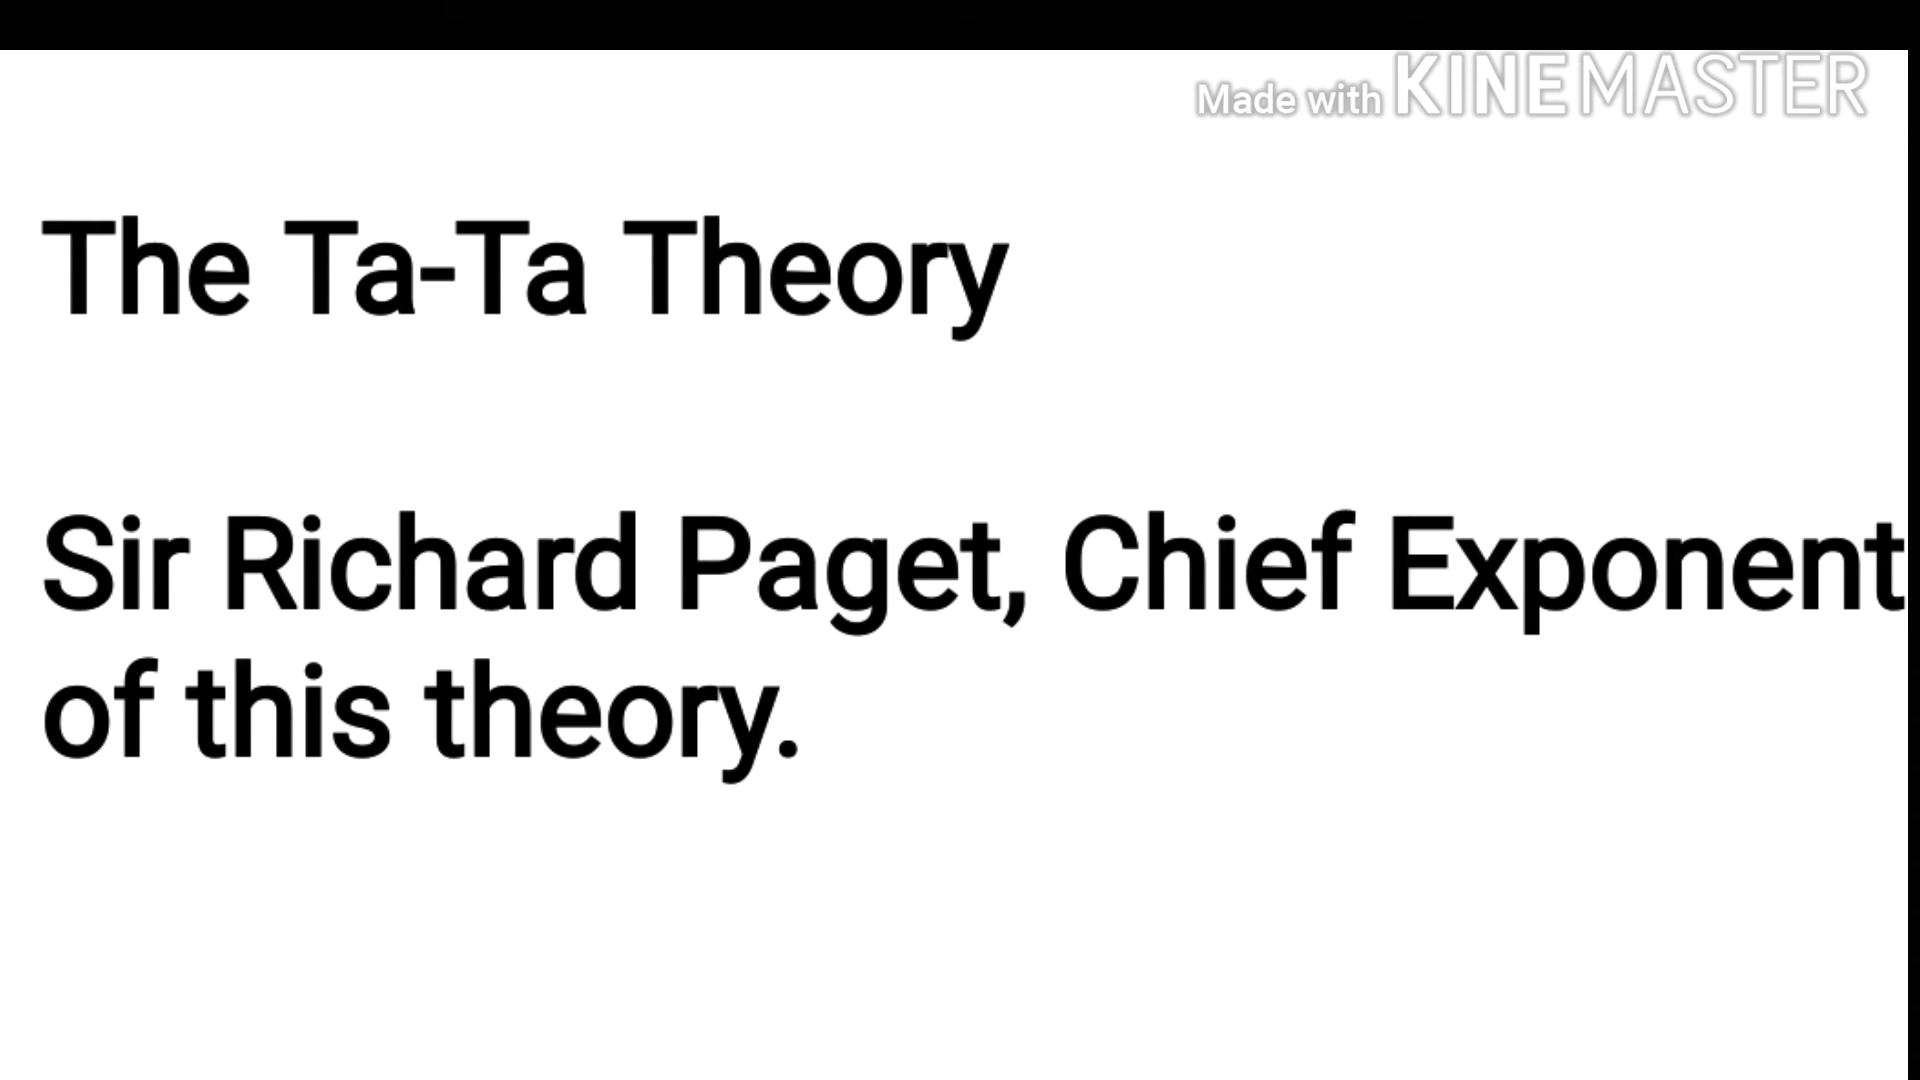 Made with KINEMASTER
The Ta-Ta Theory
Sir Richard Paget, Chief Exponent
of this theory.